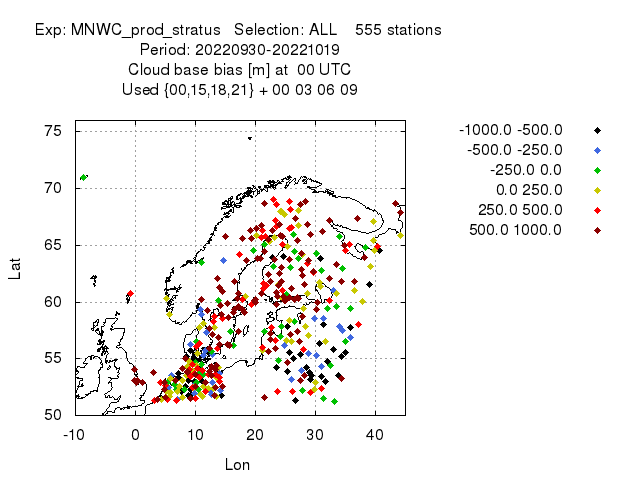 Exp: MNWC_prod_stratus   Selection: ALL    555 stations
Period: 20220930-20221019
Cloud base bias [m] at  00 UTC
Used {00,15,18,21} + 00 03 06 09
-1000.0 -500.0
-500.0 -250.0
-250.0 0.0
0.0 250.0
250.0 500.0
500.0 1000.0
75
70
65
60
55
50
Lat
-10 0 10 20 30 40
Lon